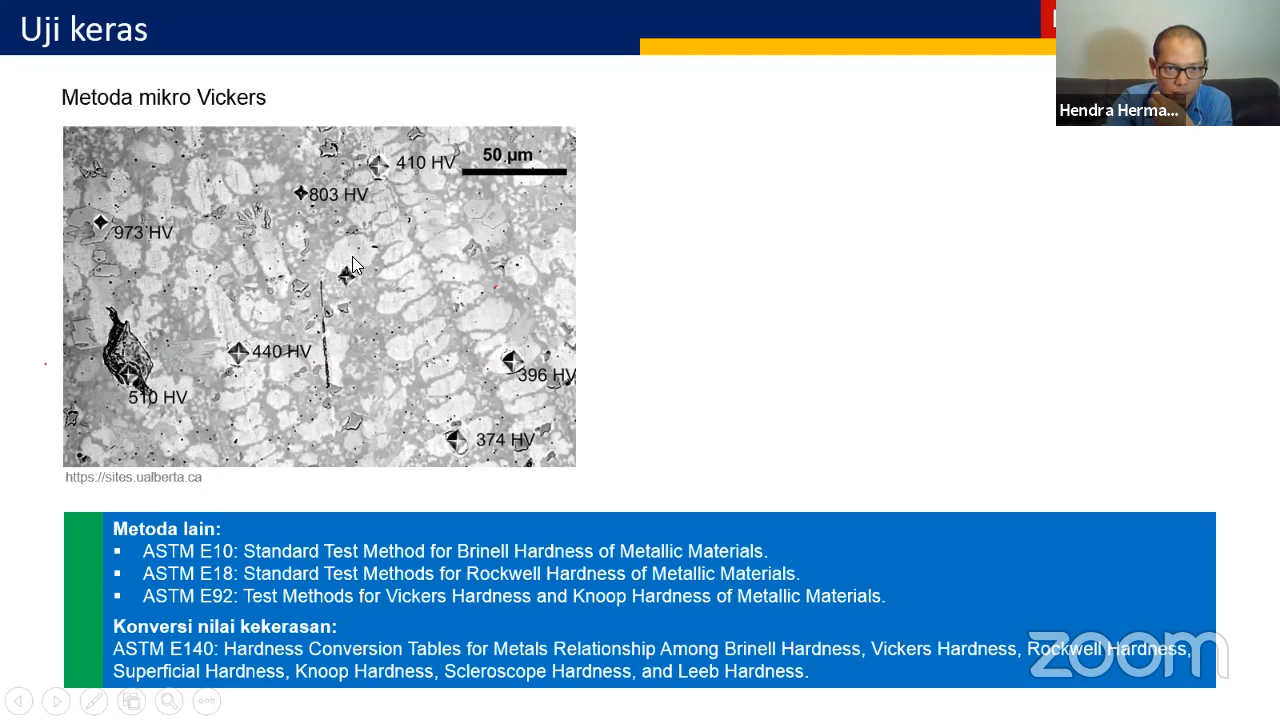 Uji keras
Hendra Herma...
Metoda mikro Vickers
410 HV
50 µm
803 HV
973 HV
440 HV
396 HV
510 HV
374 HV
https://sites.ualberta.ca
Metoda lain:
▪ ASTM E10: Standard Test Method for Brinell Hardness of Metallic Materials.
▪ ASTM E18: Standard Test Methods for Rockwell Hardness of Metallic Materials.
▪ ASTM E92: Test Methods for Vickers Hardness and Knoop Hardness of Metallic Materials.
Konversi nilai kekerasan:
ASTM E140: Hardness Conversion Tables for Metals Relationship Among Brinell Hardness, Vickers Hardness, Rockwell Hardness,
Superficial Hardness, Knoop Hardness, Scleroscope Hardness, and Leeb Hardness.
zoom